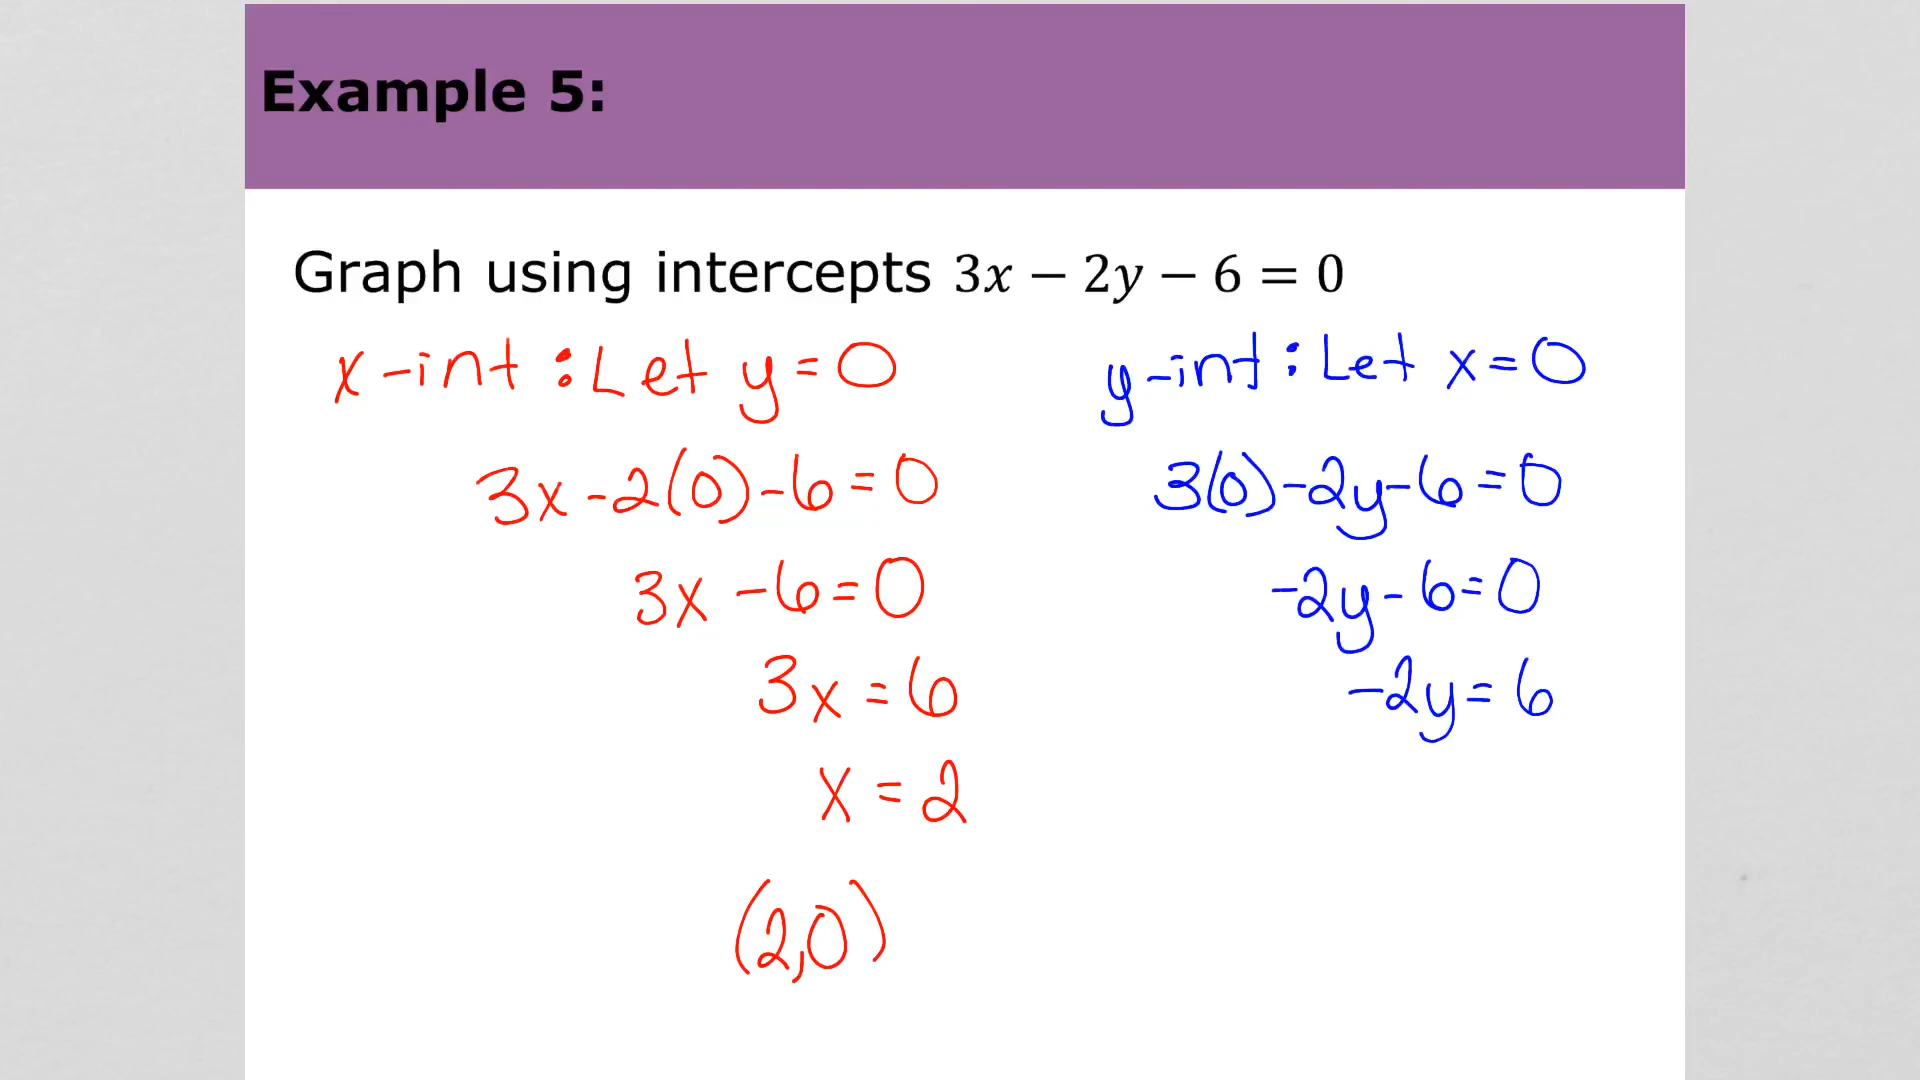 Example 5:
Graph using intercepts 3x − 2y − 6 = 0
x-int : Let y = 0
3x - 2(0) - 6 = 0
3x - 6 = 0
3x = 6
x = 2
(2,0)
y-int : Let x = 0
3(0) - 2y - 6 = 0
-2y - 6 = 0
-2y = 6